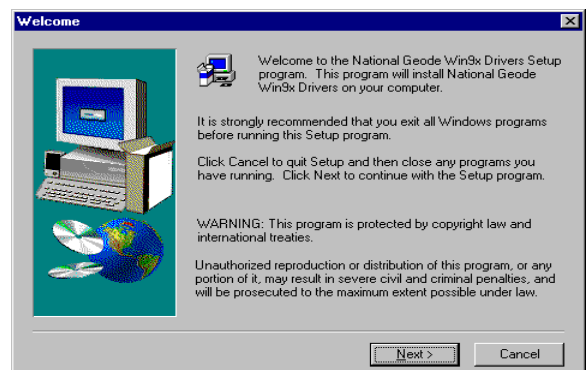 Welcome
Welcome to the National Geode Win9x Drivers Setup
program. This program will install National Geode
Win9x Drivers on your computer.
It is strongly recommended that you exit all Windows programs
before running this Setup program.
Click Cancel to quit Setup and then close any programs you
have running. Click Next to continue with the Setup program.
WARNING: This program is protected by copyright law and
international treaties.
Unauthorized reproduction or distribution of this program, or any
portion of it, may result in severe civil and criminal penalties, and
will be prosecuted to the maximum extent possible under law.
Next >
Cancel